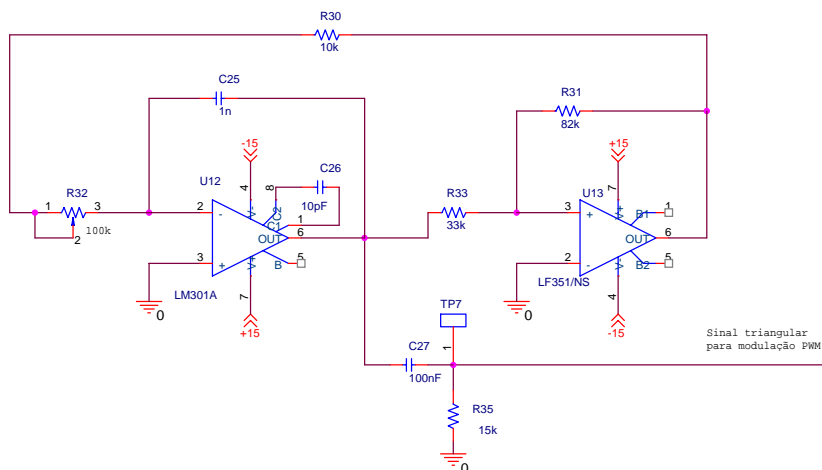 R30
10k
C25
1n
R31
82k
-15
+15
U12
C26
U13
4
V-
8
C2
10pF
7
V+
1
R32
3
100k
2
2
-
C1
1
OUT
6
R33
33k
3
+
B1
1
OUT
6
3
+
V+
B
5
2
-
V-
B2
5
LM301A
LF351/NS
7
4
0
+15
0
-15
TP7
1
Sinal triangular
para modulação PWM
C27
100nF
R35
15k
0